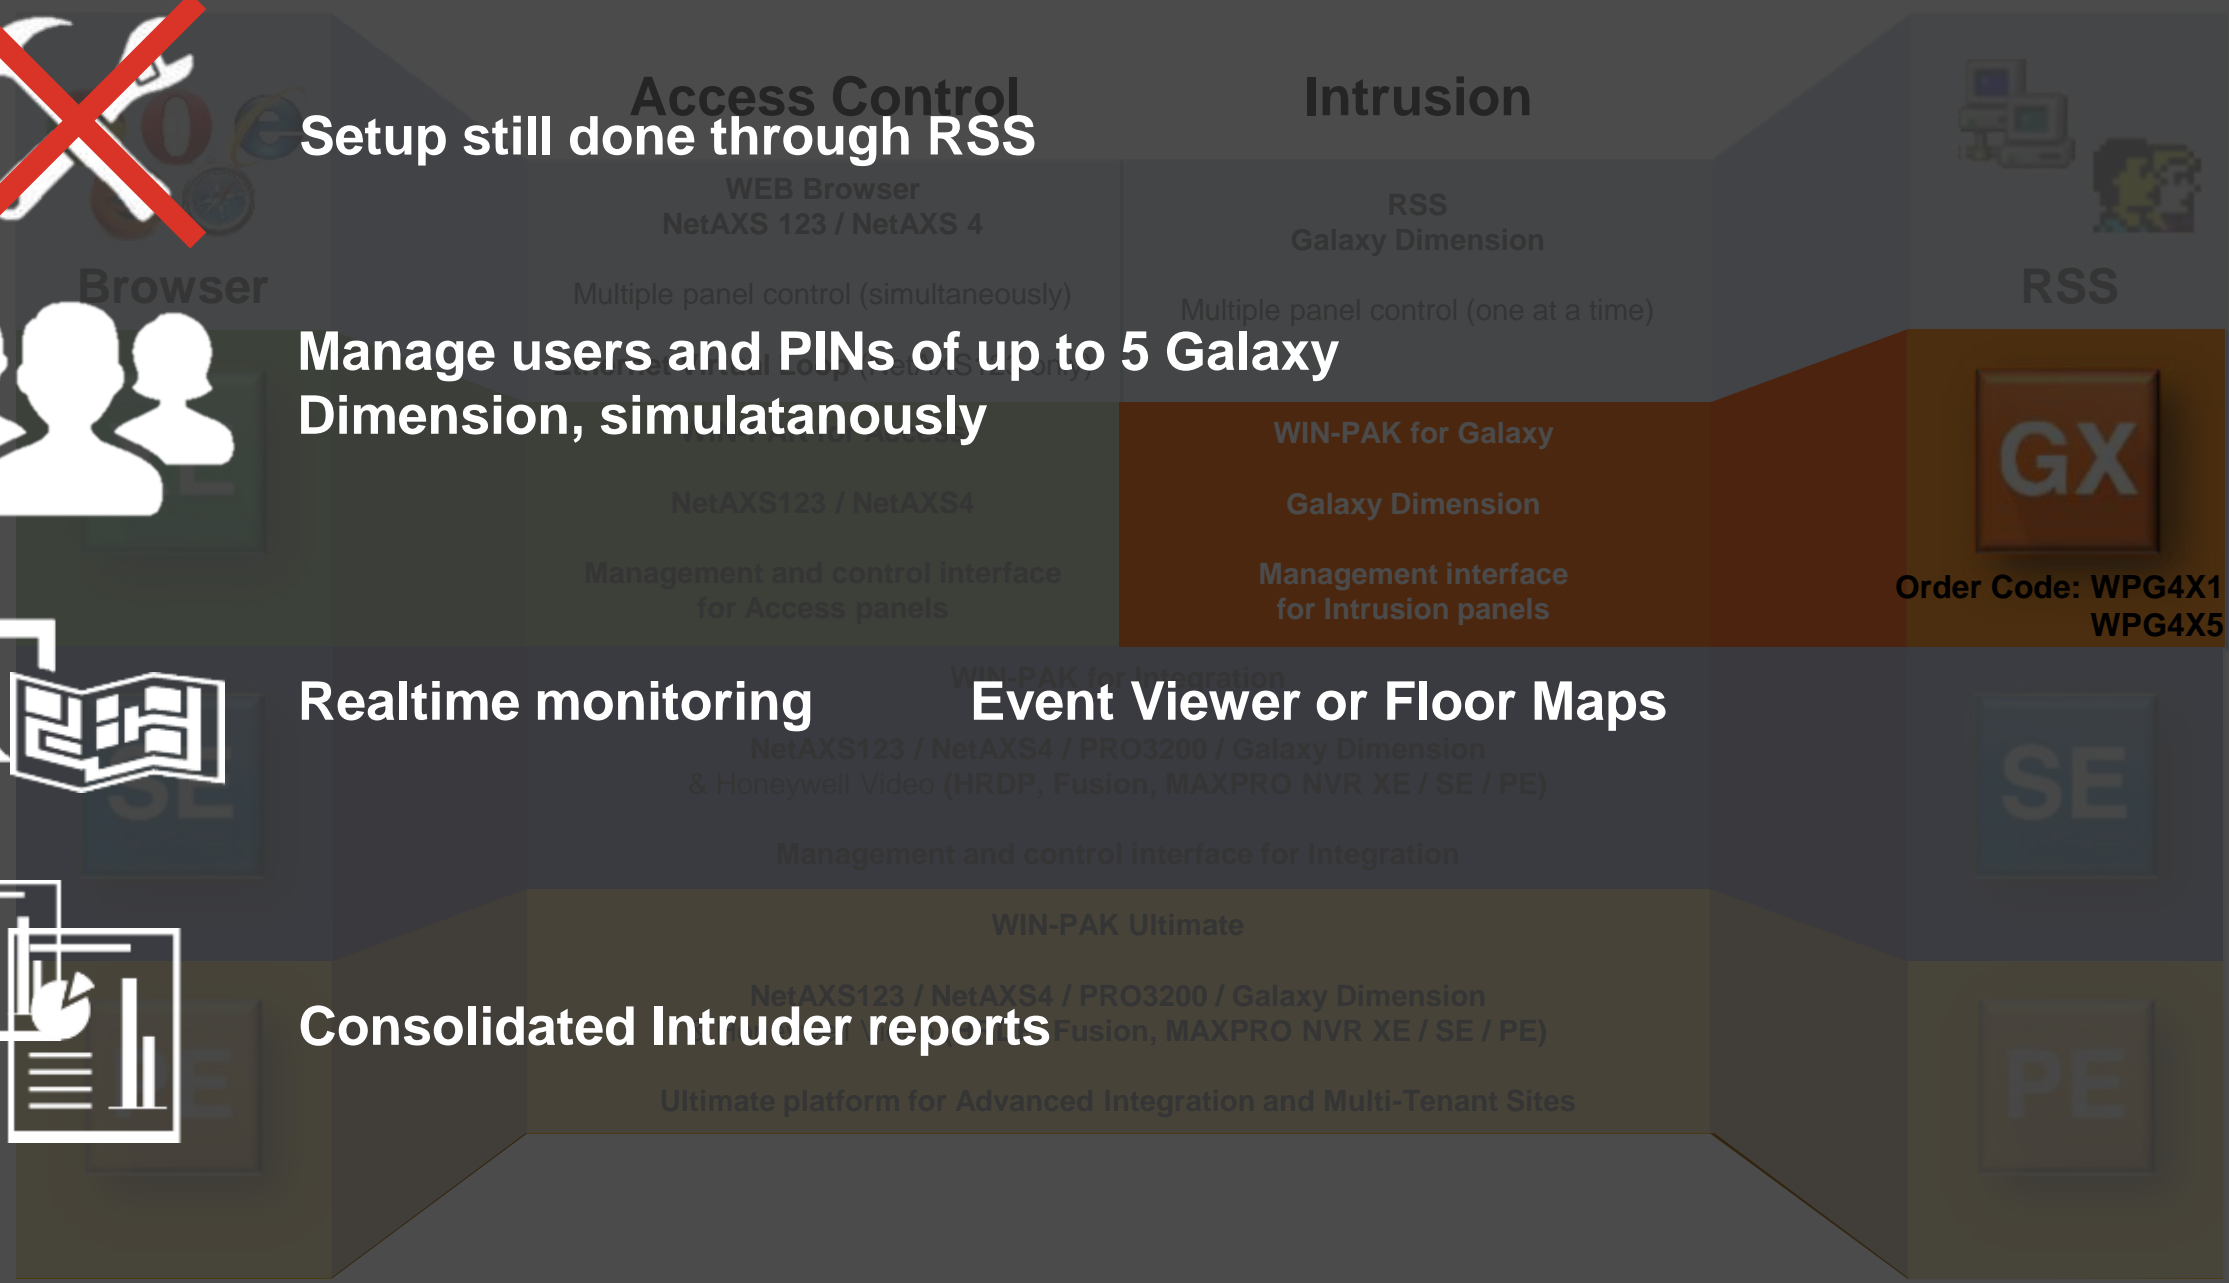 Access Control
Intrusion
Setup still done through RSS
WEB Browser
NetAXS 123 / NetAXS 4
RSS
Galaxy Dimension
Browser
Multiple panel control (simultaneously)
Multiple panel control (one at a time)
RSS
Manage users and PINs of up to 5 Galaxy
Dimension, simulatanously
WIN-PAK for Galaxy
GX
NetAXS123 / NetAXS4
Galaxy Dimension
Management and control interface
for Access panels
Management interface
for Intrusion panels
Order Code: WPG4X1
WPG4X5
WIN-PAK for Integration
Realtime monitoring
Event Viewer or Floor Maps
NetAXS123 / NetAXS4 / PRO3200 / Galaxy Dimension
& Honeywell Video (HRDP, Fusion, MAXPRO NVR XE / SE / PE)
SE
SE
Management and control interface for Integration
WIN-PAK Ultimate
NetAXS123 / NetAXS4 / PRO3200 / Galaxy Dimension
Consolidated Intruder reports
Fusion, MAXPRO NVR XE / SE / PE)
PE
Ultimate platform for Advanced Integration and Multi-Tenant Sites